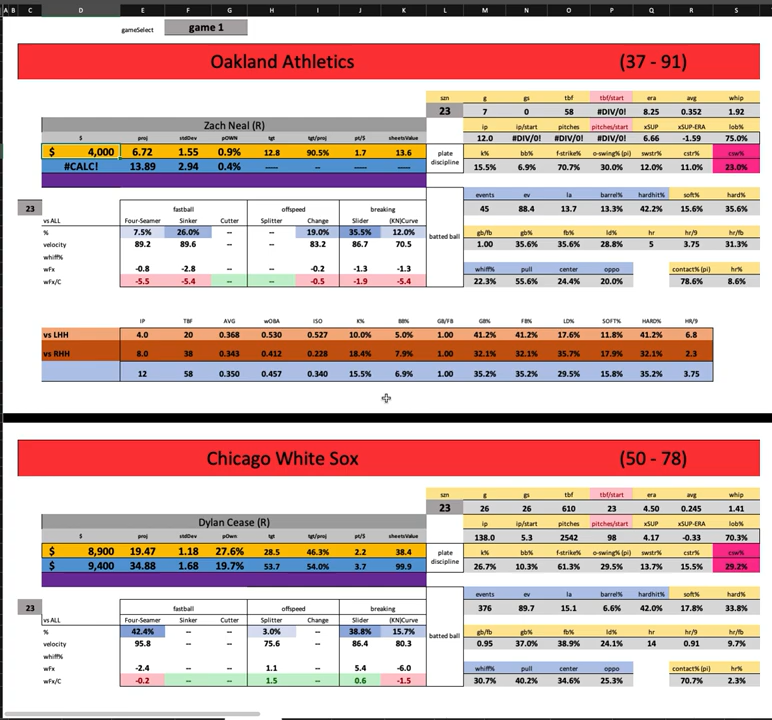 A B C D E F G H I J K L M N O P Q R S
gameSelect game 1
Oakland Athletics (37 - 91)
szn g gs tbf tbf/start era avg whip
23 7 0 58 #DIV/0! 8.25 0.352 1.92
Zach Neal (R) ip ip/start pitches pitches/start xSUP xSUP-ERA lob%
$ proj stdDev pOWN tgt tgt/proj pt/$ sheetsValue 12.0 #DIV/0! #DIV/0! #DIV/0! 6.66 -1.59 75.0%
$ 4,000 6.72 1.55 0.9% 12.8 90.5% 1.7 13.6 plate discipline k% bb% f-strike% o-swing% (pi) swstr% cstr% csw%
#CALC! 13.89 2.94 0.4% ---- ---- -- -- 15.5% 6.9% 70.7% 30.0% 12.0% 11.0% 23.0%
events ev la barrel% hardhit% soft% hard%
23 fastball offspeed breaking 45 88.4 13.7 13.3% 42.2% 15.6% 35.6%
vs ALL Four-Seamer Sinker Cutter Splitter Change Slider (KN)Curve
% 7.5% 26.0% -- -- 19.0% 35.5% 12.0% batted ball gb/fb gb% fb% ld% hr hr/9 hr/fb
velocity 89.2 89.6 83.2 86.7 70.5 1.00 35.6% 35.6% 28.8% 5 3.75 31.3%
whiff%
wFx -0.8 -2.8 -0.2 -1.3 -1.3 whiff% pull center oppo contact% (pi) hr%
wFx/C -5.5 -5.4 -- -- -0.5 -1.9 -5.4 22.3% 55.6% 24.4% 20.0% 78.6% 8.6%
IP TBF AVG wOBA ISO K% BB% GB/FB GB% FB% LD% SOFT% HARD% HR/9
vs LHH 4.0 20 0.368 0.530 0.527 10.0% 5.0% 1.00 41.2% 41.2% 17.6% 11.8% 41.2% 6.8
vs RHH 8.0 38 0.343 0.412 0.228 18.4% 7.9% 1.00 32.1% 32.1% 35.7% 17.9% 32.1% 2.3
12 58 0.350 0.457 0.340 15.5% 6.9% 1.00 35.2% 35.2% 29.5% 15.8% 35.2% 3.75
Chicago White Sox (50 - 78)
szn g gs tbf tbf/start era avg whip
23 26 26 610 23 4.50 0.245 1.41
Dylan Cease (R) ip ip/start pitches pitches/start xSUP xSUP-ERA lob%
$ proj stdDev pOwn tgt tgt/proj pt/$ sheetsValue 138.0 5.3 2542 98 4.17 -0.33 70.3%
$ 8,900 19.47 1.18 27.6% 28.5 46.3% 2.2 38.4 plate discipline k% bb% f-strike% o-swing% (pi) swstr% cstr% csw%
$ 9,400 34.88 1.68 19.7% 53.7 54.0% 3.7 99.9 26.7% 10.3% 61.3% 29.5% 13.7% 15.5% 29.2%
events ev la barrel% hardhit% soft% hard%
23 fastball offspeed breaking 376 89.7 15.1 6.6% 42.0% 17.8% 33.8%
vs ALL Four-Seamer Sinker Cutter Splitter Change Slider (KN)Curve
% 42.4% -- -- 3.0% -- 38.8% 15.7% batted ball gb/fb gb% fb% ld% hr hr/9 hr/fb
velocity 95.8 75.6 86.4 80.3 0.95 37.0% 38.9% 24.1% 14 0.91 9.7%
whiff%
wFx -2.4 1.1 5.4 -6.0 whiff% pull center oppo contact% (pi) hr%
wFx/C -0.2 -- -- 1.5 -- 0.6 -1.5 30.7% 40.2% 34.6% 25.3% 70.7% 2.3%